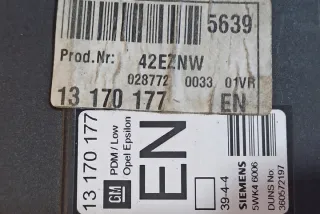 5639
Prod.Nr: 42EZNW
028772 0033 01VR
13 170 177 EN
13 170 177
GM
PDM / Low
Opel Epsilon
EN
39-4-4
SIEMENS
5WK4 6006
DUNS No:
360572197